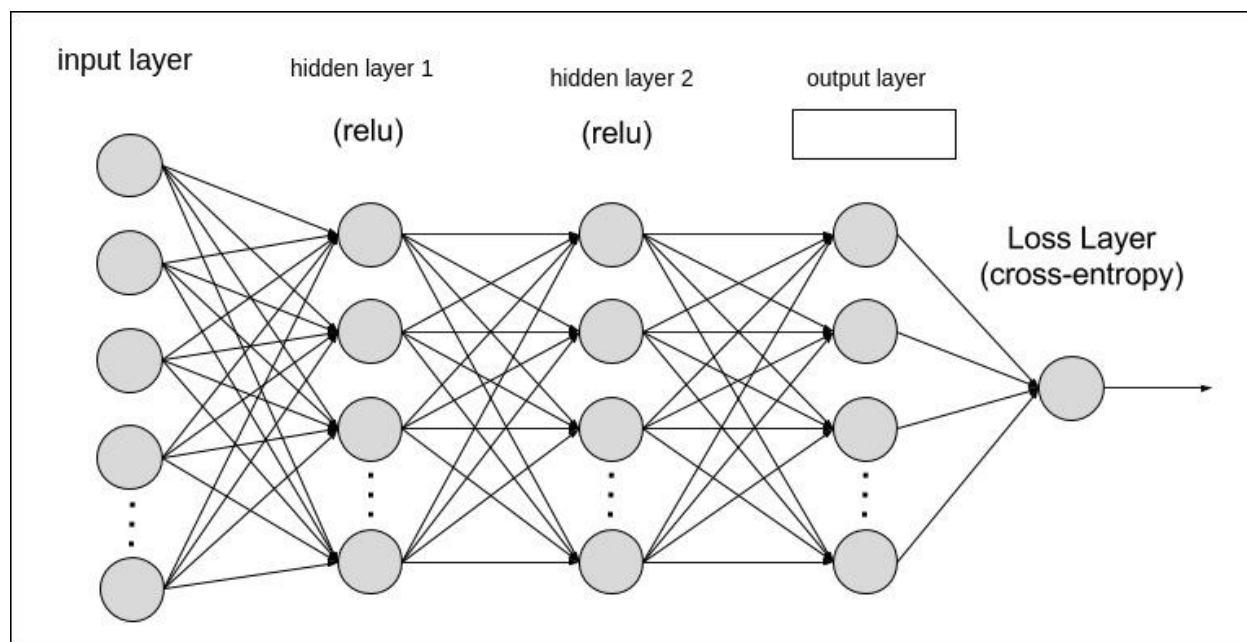 input layer
hidden layer 1
(relu)
hidden layer 2
(relu)
output layer
Loss Layer
(cross-entropy)